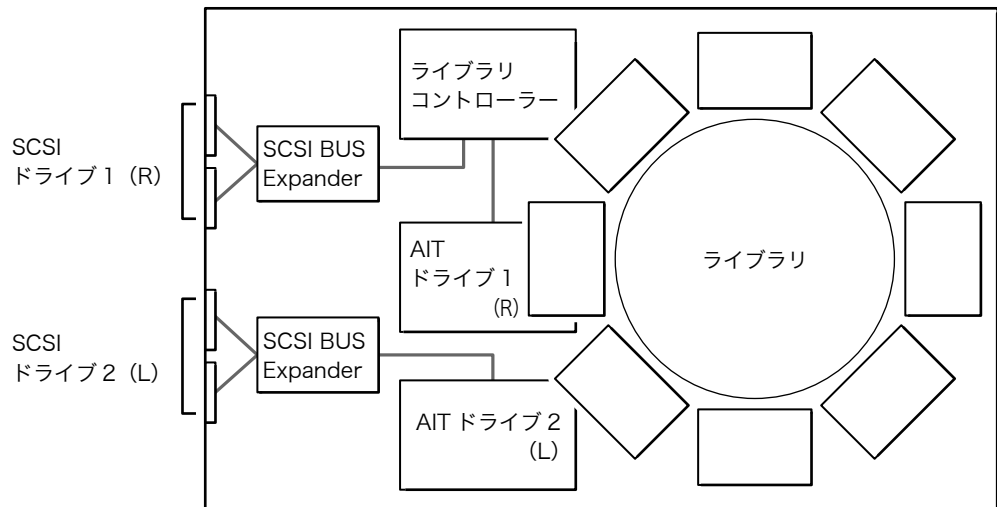 ライブラリ
コントローラー
SCSI
ドライブ 1（R）
SCSI BUS
Expander
AIT
ドライブ 1
（R）
ライブラリ
SCSI
ドライブ 2（L）
SCSI BUS
Expander
AIT ドライブ 2
（L）